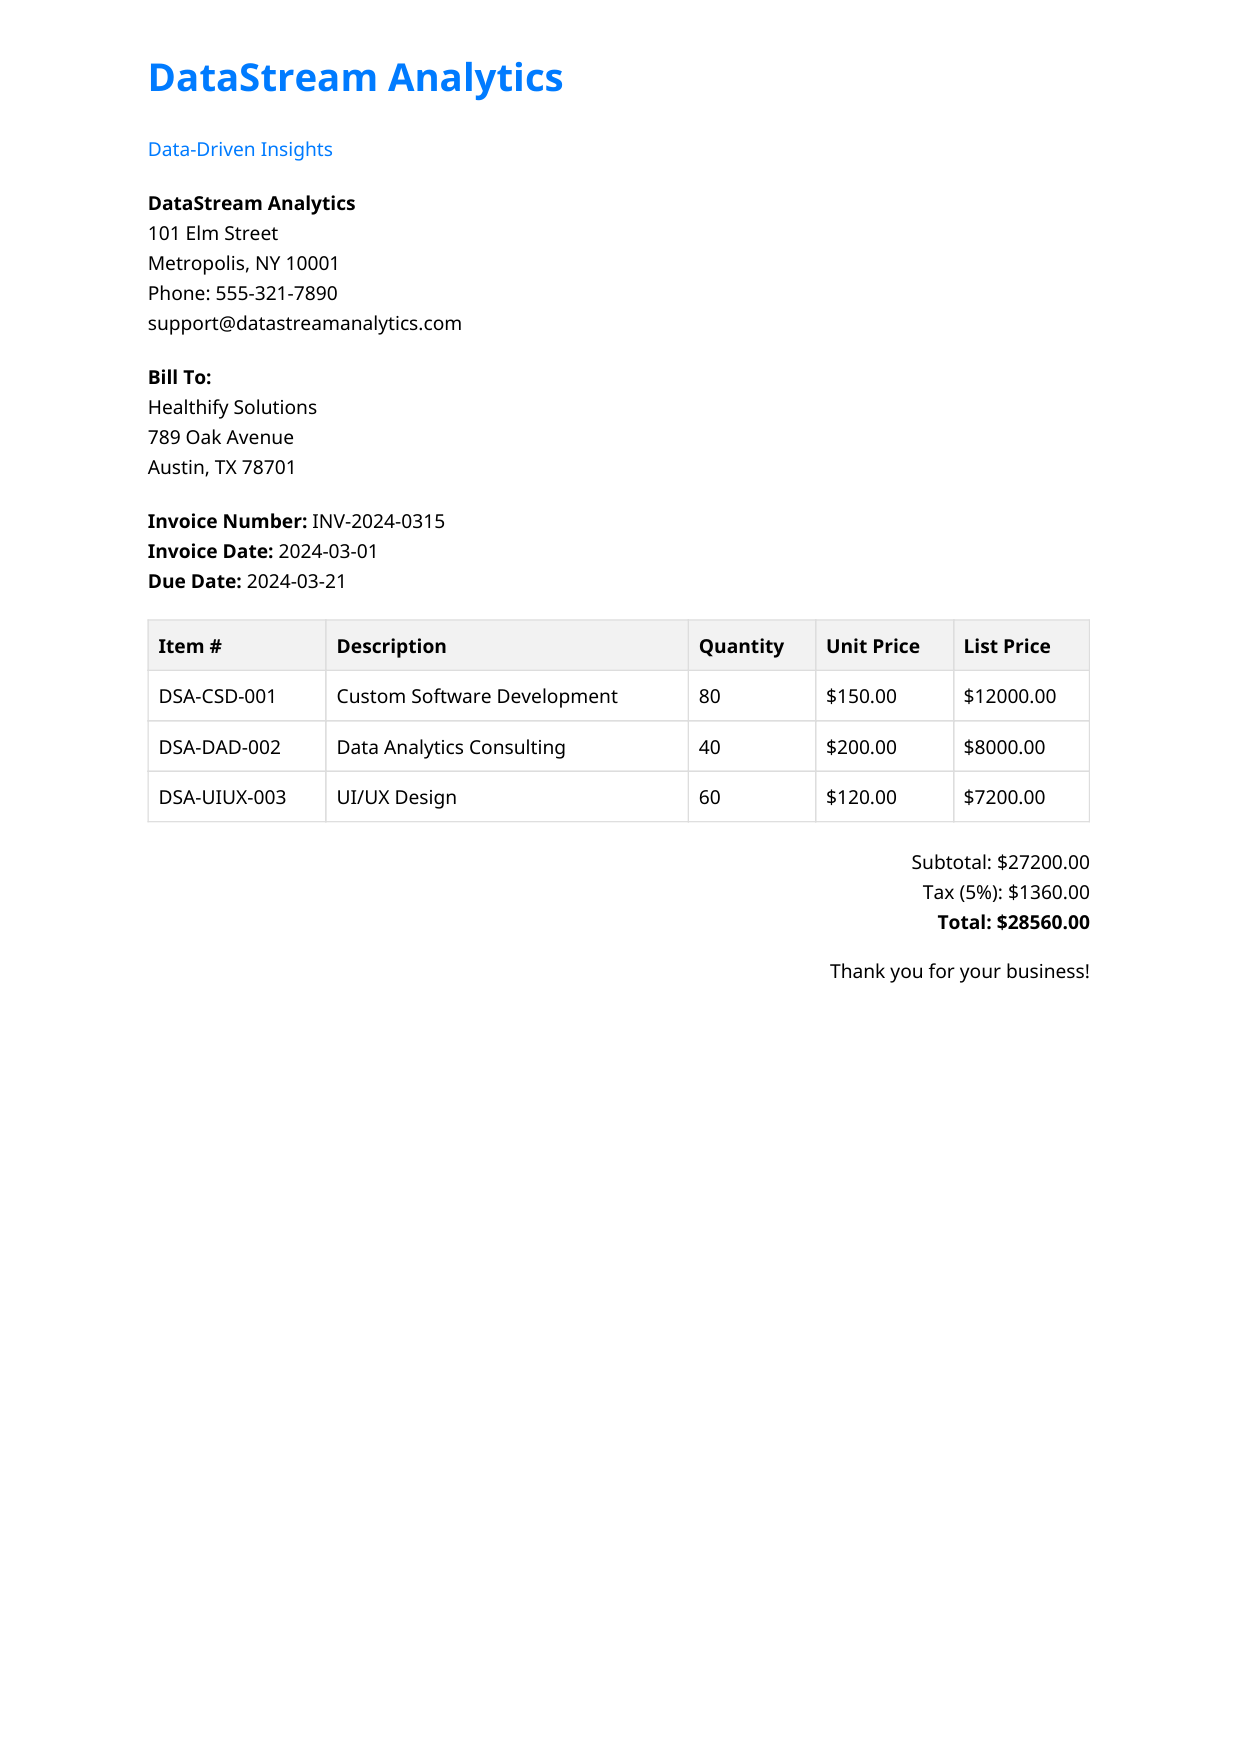 DataStream Analytics
Data-Driven Insights
DataStream Analytics
101 Elm Street
Metropolis, NY 10001
Phone: 555-321-7890
support@datastreamanalytics.com
Bill To:
Healthify Solutions
789 Oak Avenue
Austin, TX 78701
Invoice Number: INV-2024-0315
Invoice Date: 2024-03-01
Due Date: 2024-03-21
Item # Description Quantity Unit Price List Price
DSA-CSD-001 Custom Software Development 80 $150.00 $12000.00
DSA-DAD-002 Data Analytics Consulting 40 $200.00 $8000.00
DSA-UIUX-003 UI/UX Design 60 $120.00 $7200.00
Subtotal: $27200.00
Tax (5%): $1360.00
Total: $28560.00
Thank you for your business!